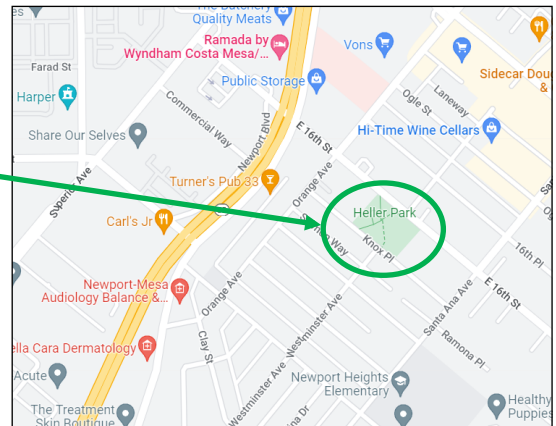 es
The Butchery
Quality Meats
Ramada by
Wyndham Costa Mesa/...
Vons
Farad St
Sidecar Dou
&
Public Storage
Laneway
Ogle St
Harper
Commercial Way
Newport Blvd
E 16th St
Hi-Time Wine Cellars
Share Our Selves
Superior Ave
Turner's Pub 33
Orange Ave
Heller Park
Carl's Jr
Knox Pl
16th Pl
Newport-Mesa
Audiology Balance &...
Orange Ave
E 16th St
Westminster Ave
Santa Ana Ave
Clay St
Ramona Pl
ella Cara Dermatology
Acute
Newport Heights
Elementary
Westminster Ave
The Treatment
Skin Boutique
Healthy
Puppies